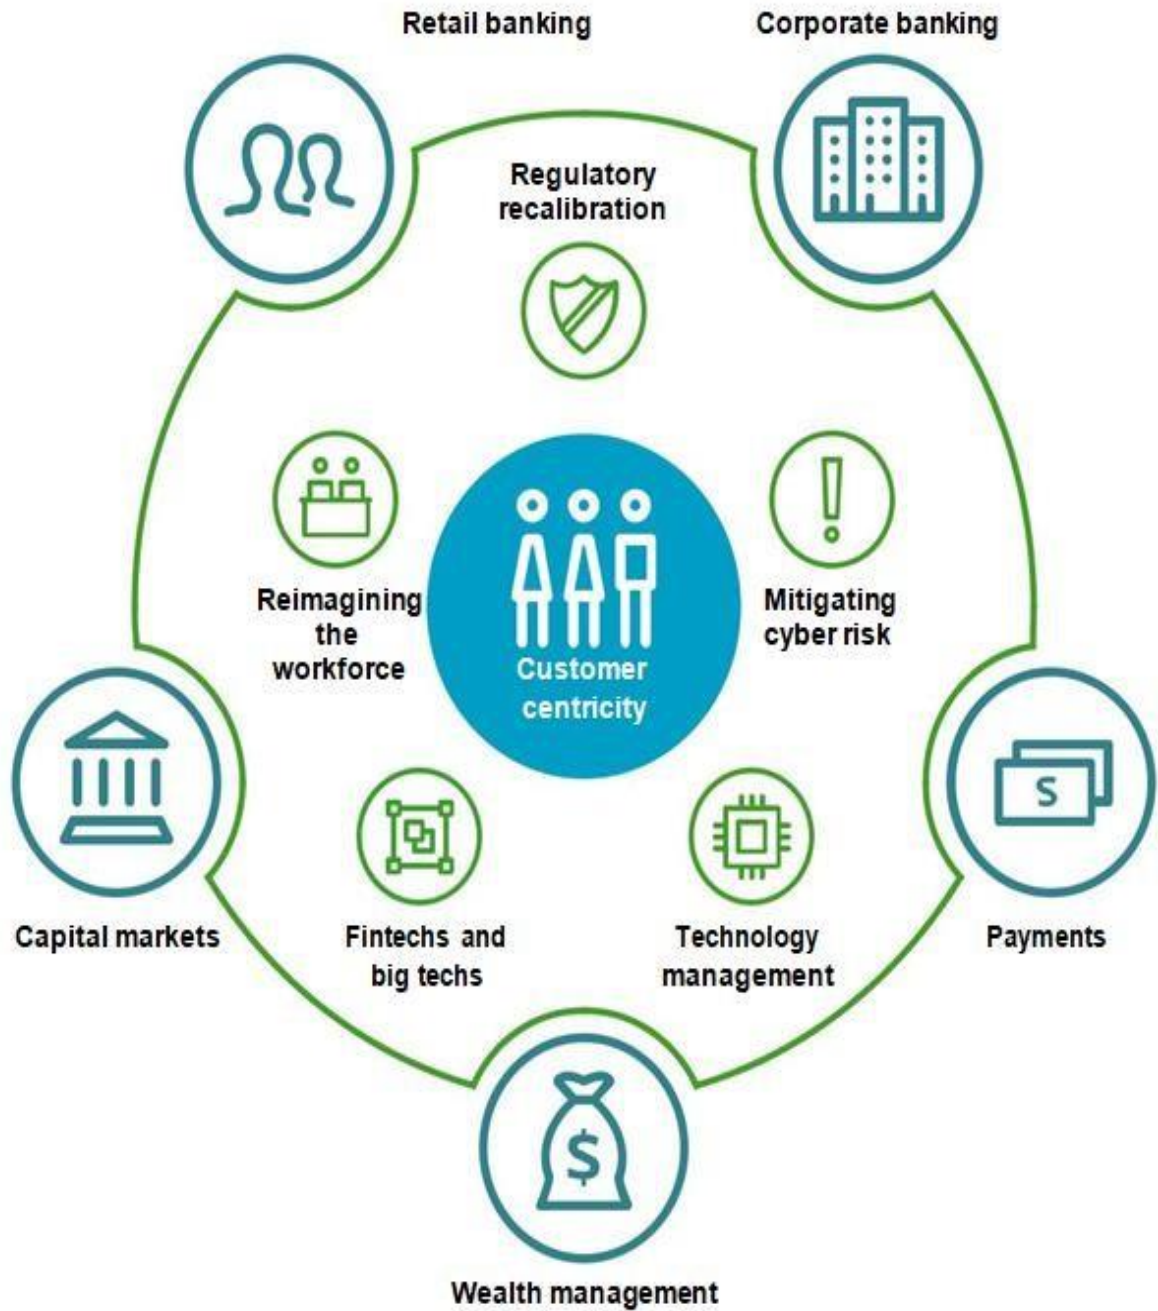 Retail banking
Corporate banking
Regulatory
recalibration
Reimagining
the
workforce
Customer
centricity
Mitigating
cyber risk
Capital markets
Fintechs and
big techs
Technology
management
Payments
S
$
Wealth management